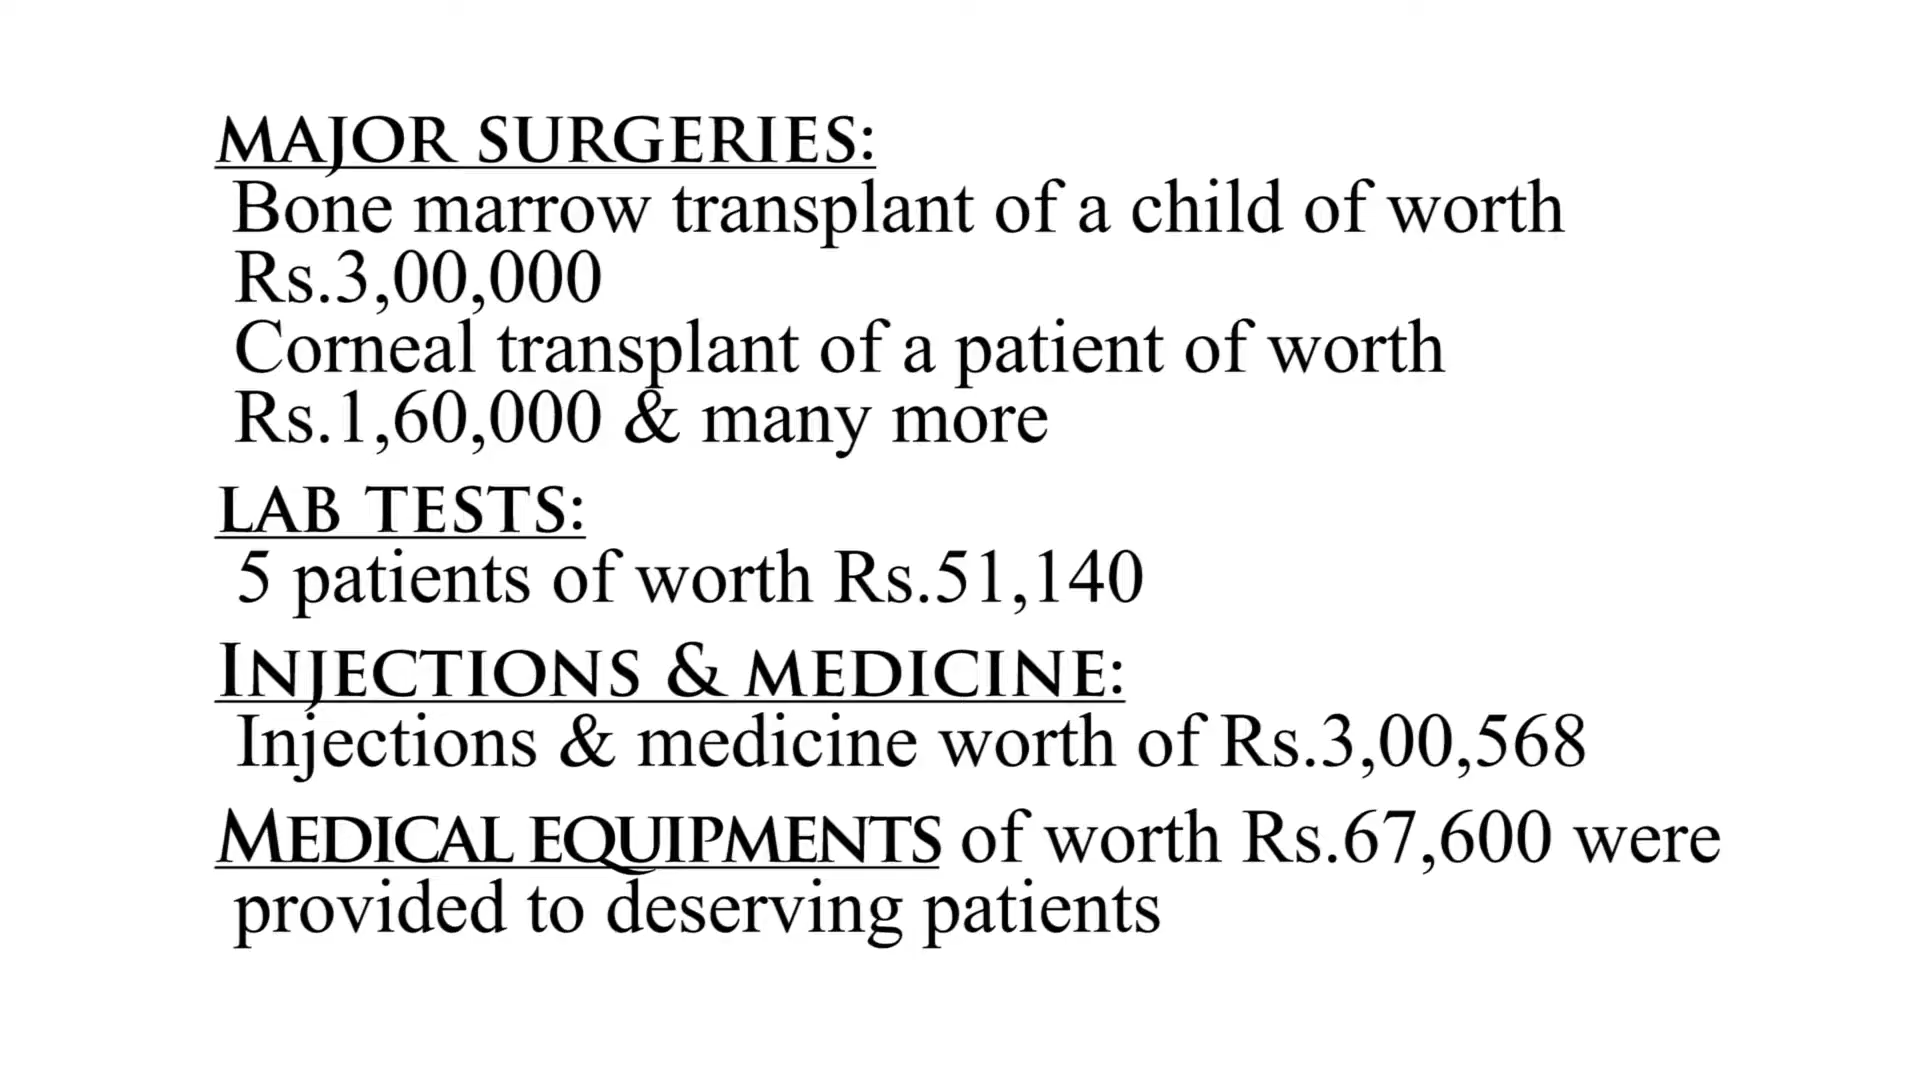 MAJOR SURGERIES:
Bone marrow transplant of a child of worth
Rs.3,00,000
Corneal transplant of a patient of worth
Rs.1,60,000 & many more
LAB TESTS:
5 patients of worth Rs.51,140
INJECTIONS & MEDICINE:
Injections & medicine worth of Rs.3,00,568
MEDICAL EQUIPMENTS of worth Rs.67,600 were
provided to deserving patients